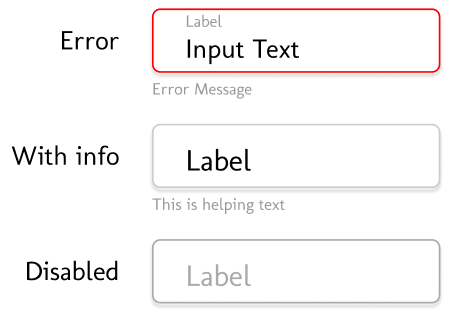 Label
Error
Input Text
Error Message
With info
Label
This is helping text
Disabled
Label